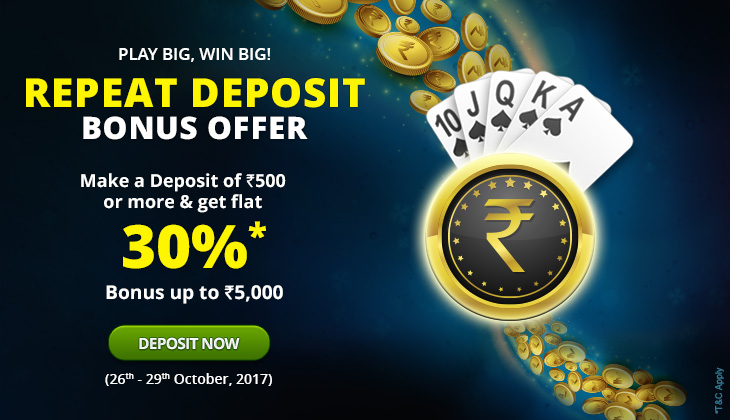 PLAY BIG, WIN BIG!
REPEAT DEPOSIT
BONUS OFFER
Make a Deposit of ₹500
or more & get flat
30%*
Bonus up to ₹5,000
DEPOSIT NOW
(26th - 29th October, 2017)
10 J Q K A
₹
*T&C Apply